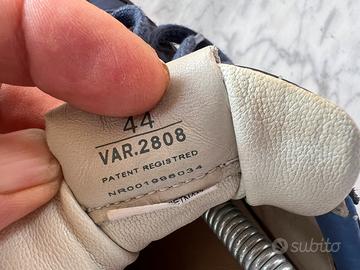 44
VAR.2808
PATENT REGISTRED
NR001998034
subito